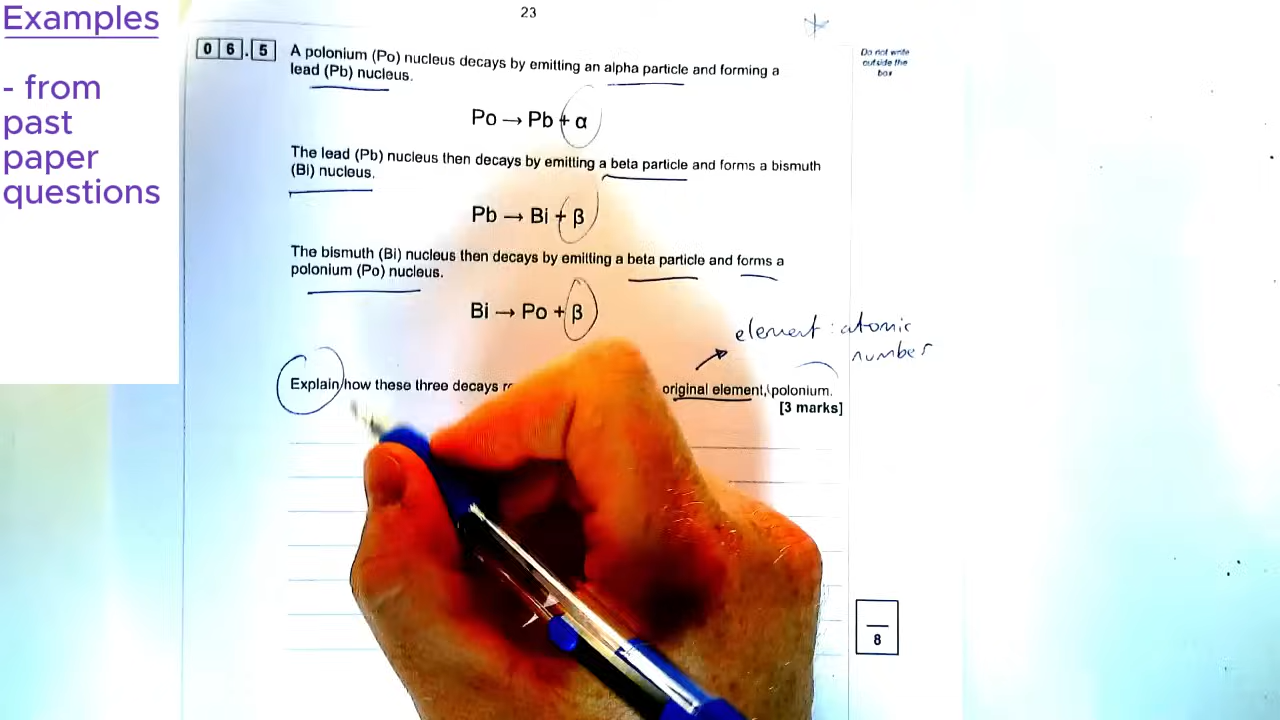 Examples
- from
past
paper
questions
23
Do not write
outside the
box
0 6 . 5 A polonium (Po) nucleus decays by emitting an alpha particle and forming a
lead (Pb) nucleus.
Po → Pb + α
The lead (Pb) nucleus then decays by emitting a beta particle and forms a bismuth
(Bi) nucleus.
Pb → Bi + β
The bismuth (Bi) nucleus then decays by emitting a beta particle and forms a
polonium (Po) nucleus.
Bi → Po + β
element : atomic
number
Explain how these three decays original element, polonium.
[3 marks]
8